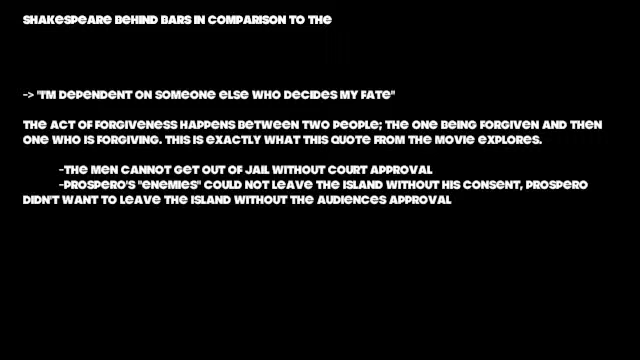 SHAKESPEARE BEHIND BARS IN COMPARISON TO THE
-> "I'M DEPENDENT ON SOMEONE ELSE WHO DECIDES MY FATE"
THE ACT OF FORGIVENESS HAPPENS BETWEEN TWO PEOPLE; THE ONE BEING FORGIVEN AND THEN
ONE WHO IS FORGIVING. THIS IS EXACTLY WHAT THIS QUOTE FROM THE MOVIE EXPLORES.
-THE MEN CANNOT GET OUT OF JAIL WITHOUT COURT APPROVAL
-PROSPERO'S "ENEMIES" COULD NOT LEAVE THE ISLAND WITHOUT HIS CONSENT, PROSPERO
DIDN'T WANT TO LEAVE THE ISLAND WITHOUT THE AUDIENCES APPROVAL